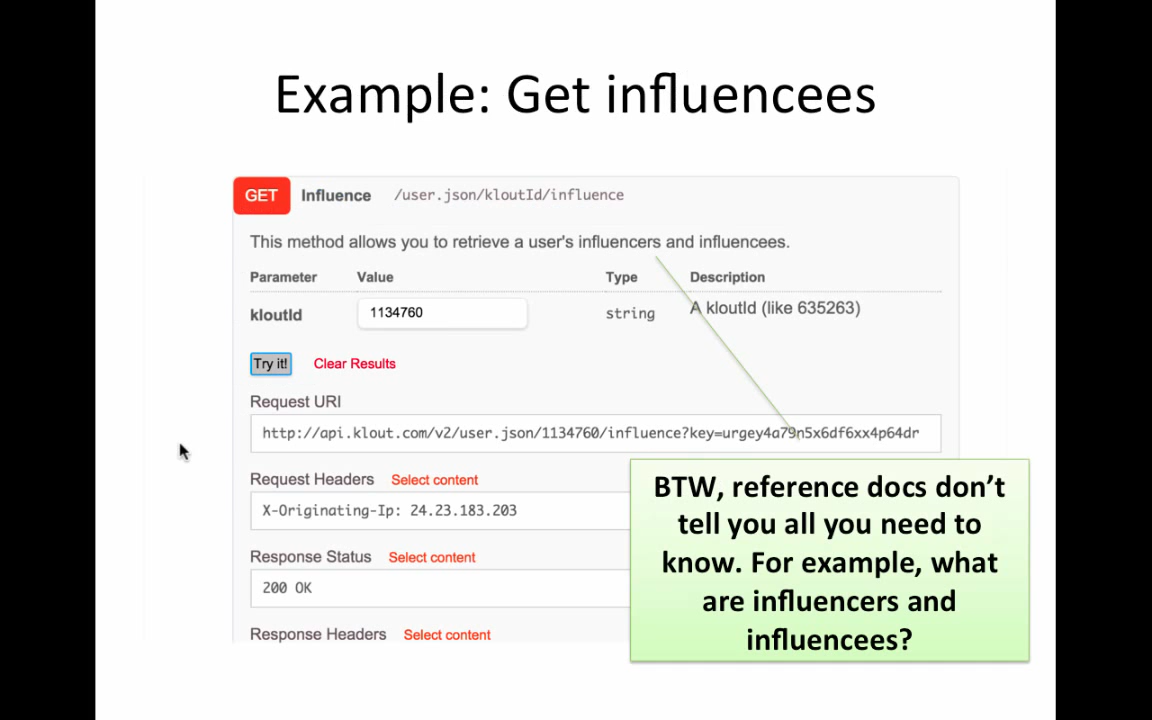 Example: Get influencees
GET Influence /user.json/kloutId/influence
This method allows you to retrieve a user's influencers and influencees.
Parameter Value Type Description
kloutId 1134760 string A kloutId (like 635263)
Try it! Clear Results
Request URI
http://api.klout.com/v2/user.json/1134760/influence?key=urgey4a79n5x6df6xx4p64dr
Request Headers Select content
X-Originating-Ip: 24.23.183.203
Response Status Select content
200 OK
Response Headers Select content
BTW, reference docs don’t
tell you all you need to
know. For example, what
are influencers and
influencees?